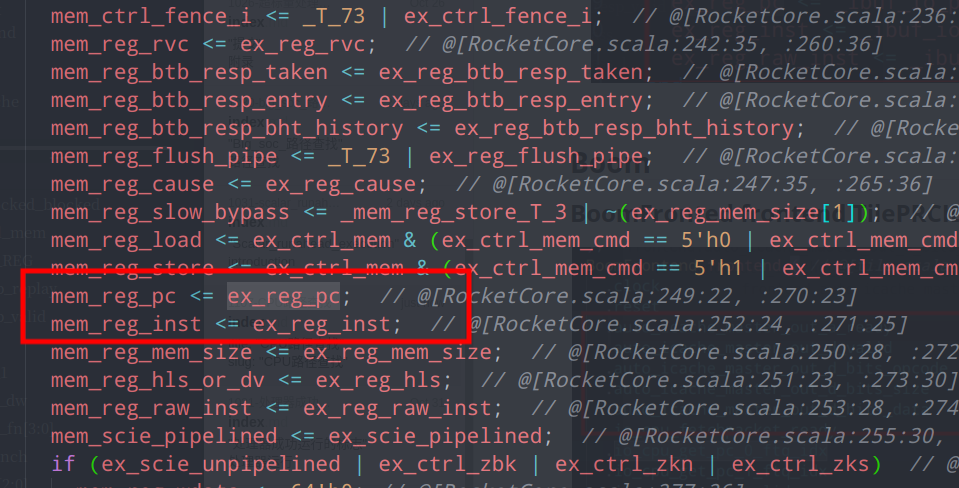 mem_ctrl_fence_i <= _T_73 | ex_ctrl_fence_i;  // @[RocketCore.scala:236:
mem_reg_rvc <= ex_reg_rvc;  // @[RocketCore.scala:242:35, :260:36]
mem_reg_btb_resp_taken <= ex_reg_btb_resp_taken;  // @[RocketCore.scala:
mem_reg_btb_resp_entry <= ex_reg_btb_resp_entry;  // @[RocketCore.scala:
mem_reg_btb_resp_bht_history <= ex_reg_btb_resp_bht_history;  // @[Rocke
mem_reg_flush_pipe <= _T_73 | ex_reg_flush_pipe;  // @[RocketCore.scala:
mem_reg_cause <= ex_reg_cause;  // @[RocketCore.scala:247:35, :265:36]
mem_reg_slow_bypass <= _mem_reg_store_T_3 | ~(ex_reg_mem_size[1]);  // @
mem_reg_load <= ex_ctrl_mem & (ex_ctrl_mem_cmd == 5'h0 | ex_ctrl_mem_cmd
mem_reg_store <= ex_ctrl_mem & (ex_ctrl_mem_cmd == 5'h1 | ex_ctrl_mem_cm
mem_reg_pc <= ex_reg_pc;  // @[RocketCore.scala:249:22, :270:23]
mem_reg_inst <= ex_reg_inst;  // @[RocketCore.scala:252:24, :271:25]
mem_reg_mem_size <= ex_reg_mem_size;  // @[RocketCore.scala:250:28, :272
mem_reg_hls_or_dv <= ex_reg_hls;  // @[RocketCore.scala:251:23, :273:30]
mem_reg_raw_inst <= ex_reg_raw_inst;  // @[RocketCore.scala:253:28, :274
mem_scie_pipelined <= ex_scie_pipelined;  // @[RocketCore.scala:255:30,
if (ex_scie_unpipelined | ex_ctrl_zbk | ex_ctrl_zkn | ex_ctrl_zks)  // @